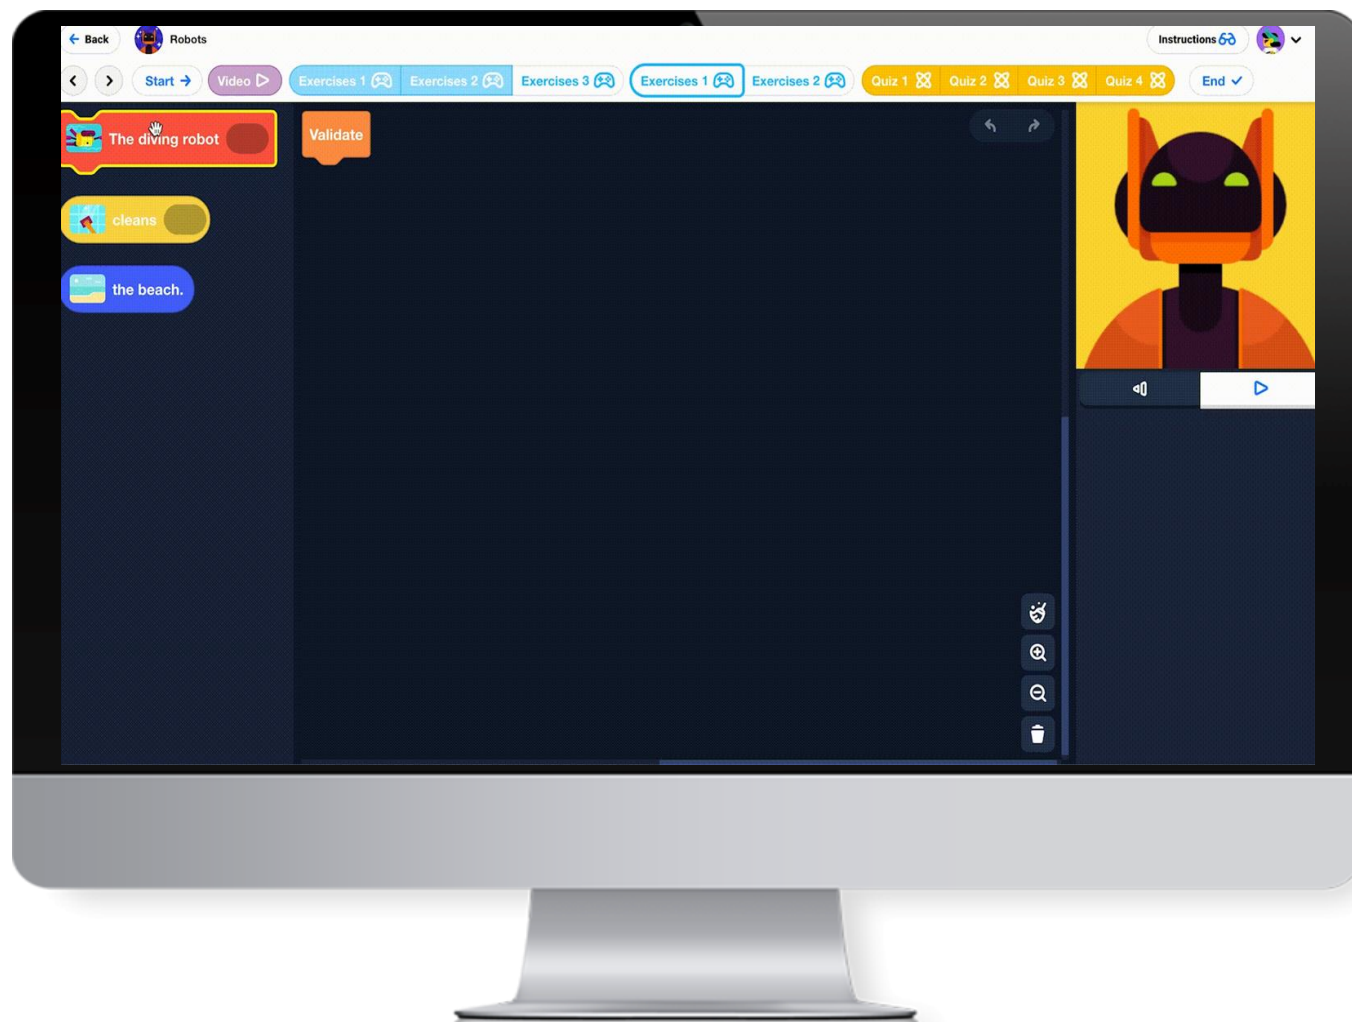 Back
Robots
Instructions
Start
Video
Exercises 1
Exercises 2
Exercises 3
Exercises 1
Exercises 2
Quiz 1
Quiz 2
Quiz 3
Quiz 4
End
The diving robot
Validate
cleans
the beach.